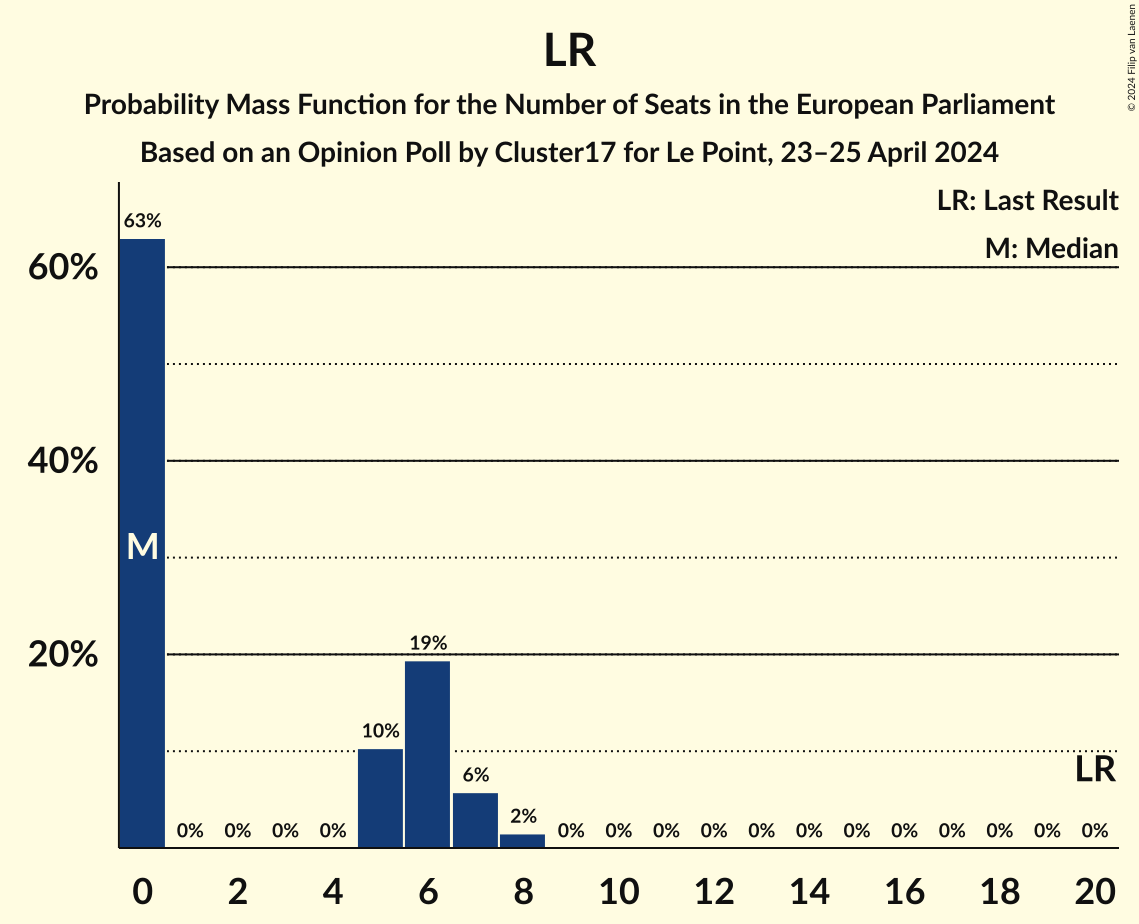 LR
Probability Mass Function for the Number of Seats in the European Parliament
Based on an Opinion Poll by Cluster17 for Le Point, 23–25 April 2024
© 2024 Filip van Laenen
LR: Last Result
M: Median
63%
60%
40%
M
20%
19%
10%
LR
6%
2%
0% 0% 0% 0% 0% 0% 0% 0% 0% 0% 0% 0% 0% 0% 0% 0%
0 2 4 6 8 10 12 14 16 18 20